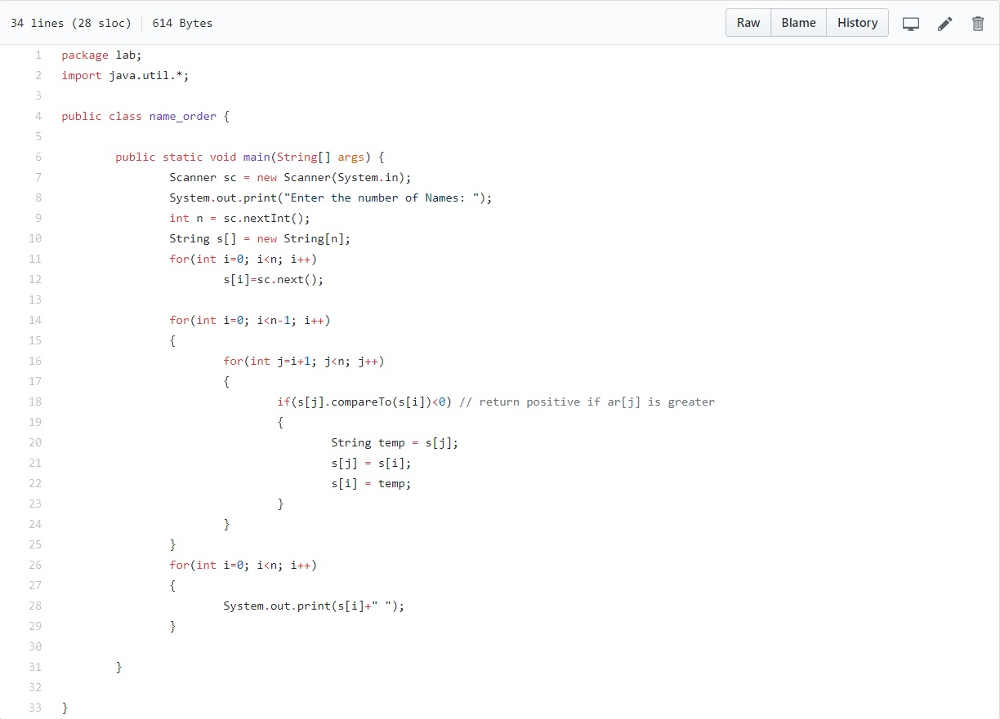 34 lines (28 sloc) 614 Bytes Raw Blame History
1 package lab;
2 import java.util.*;
3
4 public class name_order {
5
6 public static void main(String[] args) {
7 Scanner sc = new Scanner(System.in);
8 System.out.print("Enter the number of Names: ");
9 int n = sc.nextInt();
10 String s[] = new String[n];
11 for(int i=0; i<n; i++)
12 s[i]=sc.next();
13
14 for(int i=0; i<n-1; i++)
15 {
16 for(int j=i+1; j<n; j++)
17 {
18 if(s[j].compareTo(s[i])<0) // return positive if ar[j] is greater
19 {
20 String temp = s[j];
21 s[j] = s[i];
22 s[i] = temp;
23 }
24 }
25 }
26 for(int i=0; i<n; i++)
27 {
28 System.out.print(s[i]+" ");
29 }
30
31 }
32
33 }